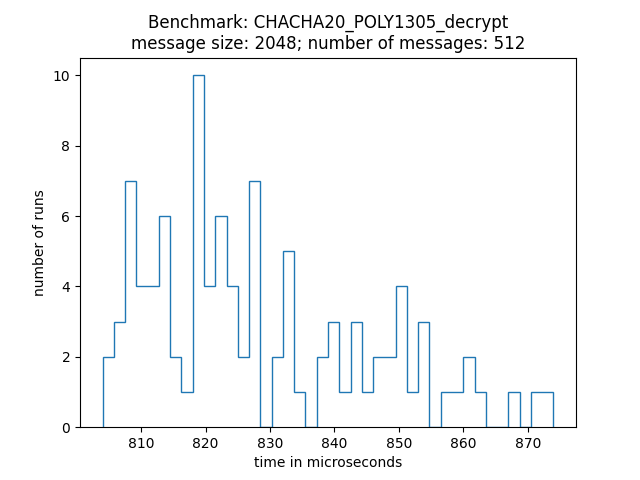 Benchmark: CHACHA20_POLY1305_decrypt
message size: 2048; number of messages: 512
10
8
6
4
2
0
number of runs
810 820 830 840 850 860 870
time in microseconds